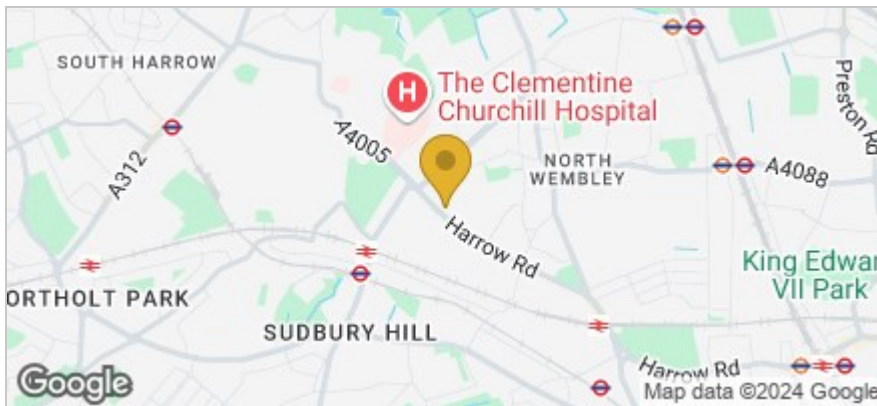 SOUTH HARROW
The Clementine
Churchill Hospital
H
Preston Rd
A4005
A312
NORTH
WEMBLEY
A4088
Harrow Rd
King Edwar
VII Park
ORTHOLT PARK
SUDBURY HILL
Harrow Rd
Google
Map data ©2024 Google